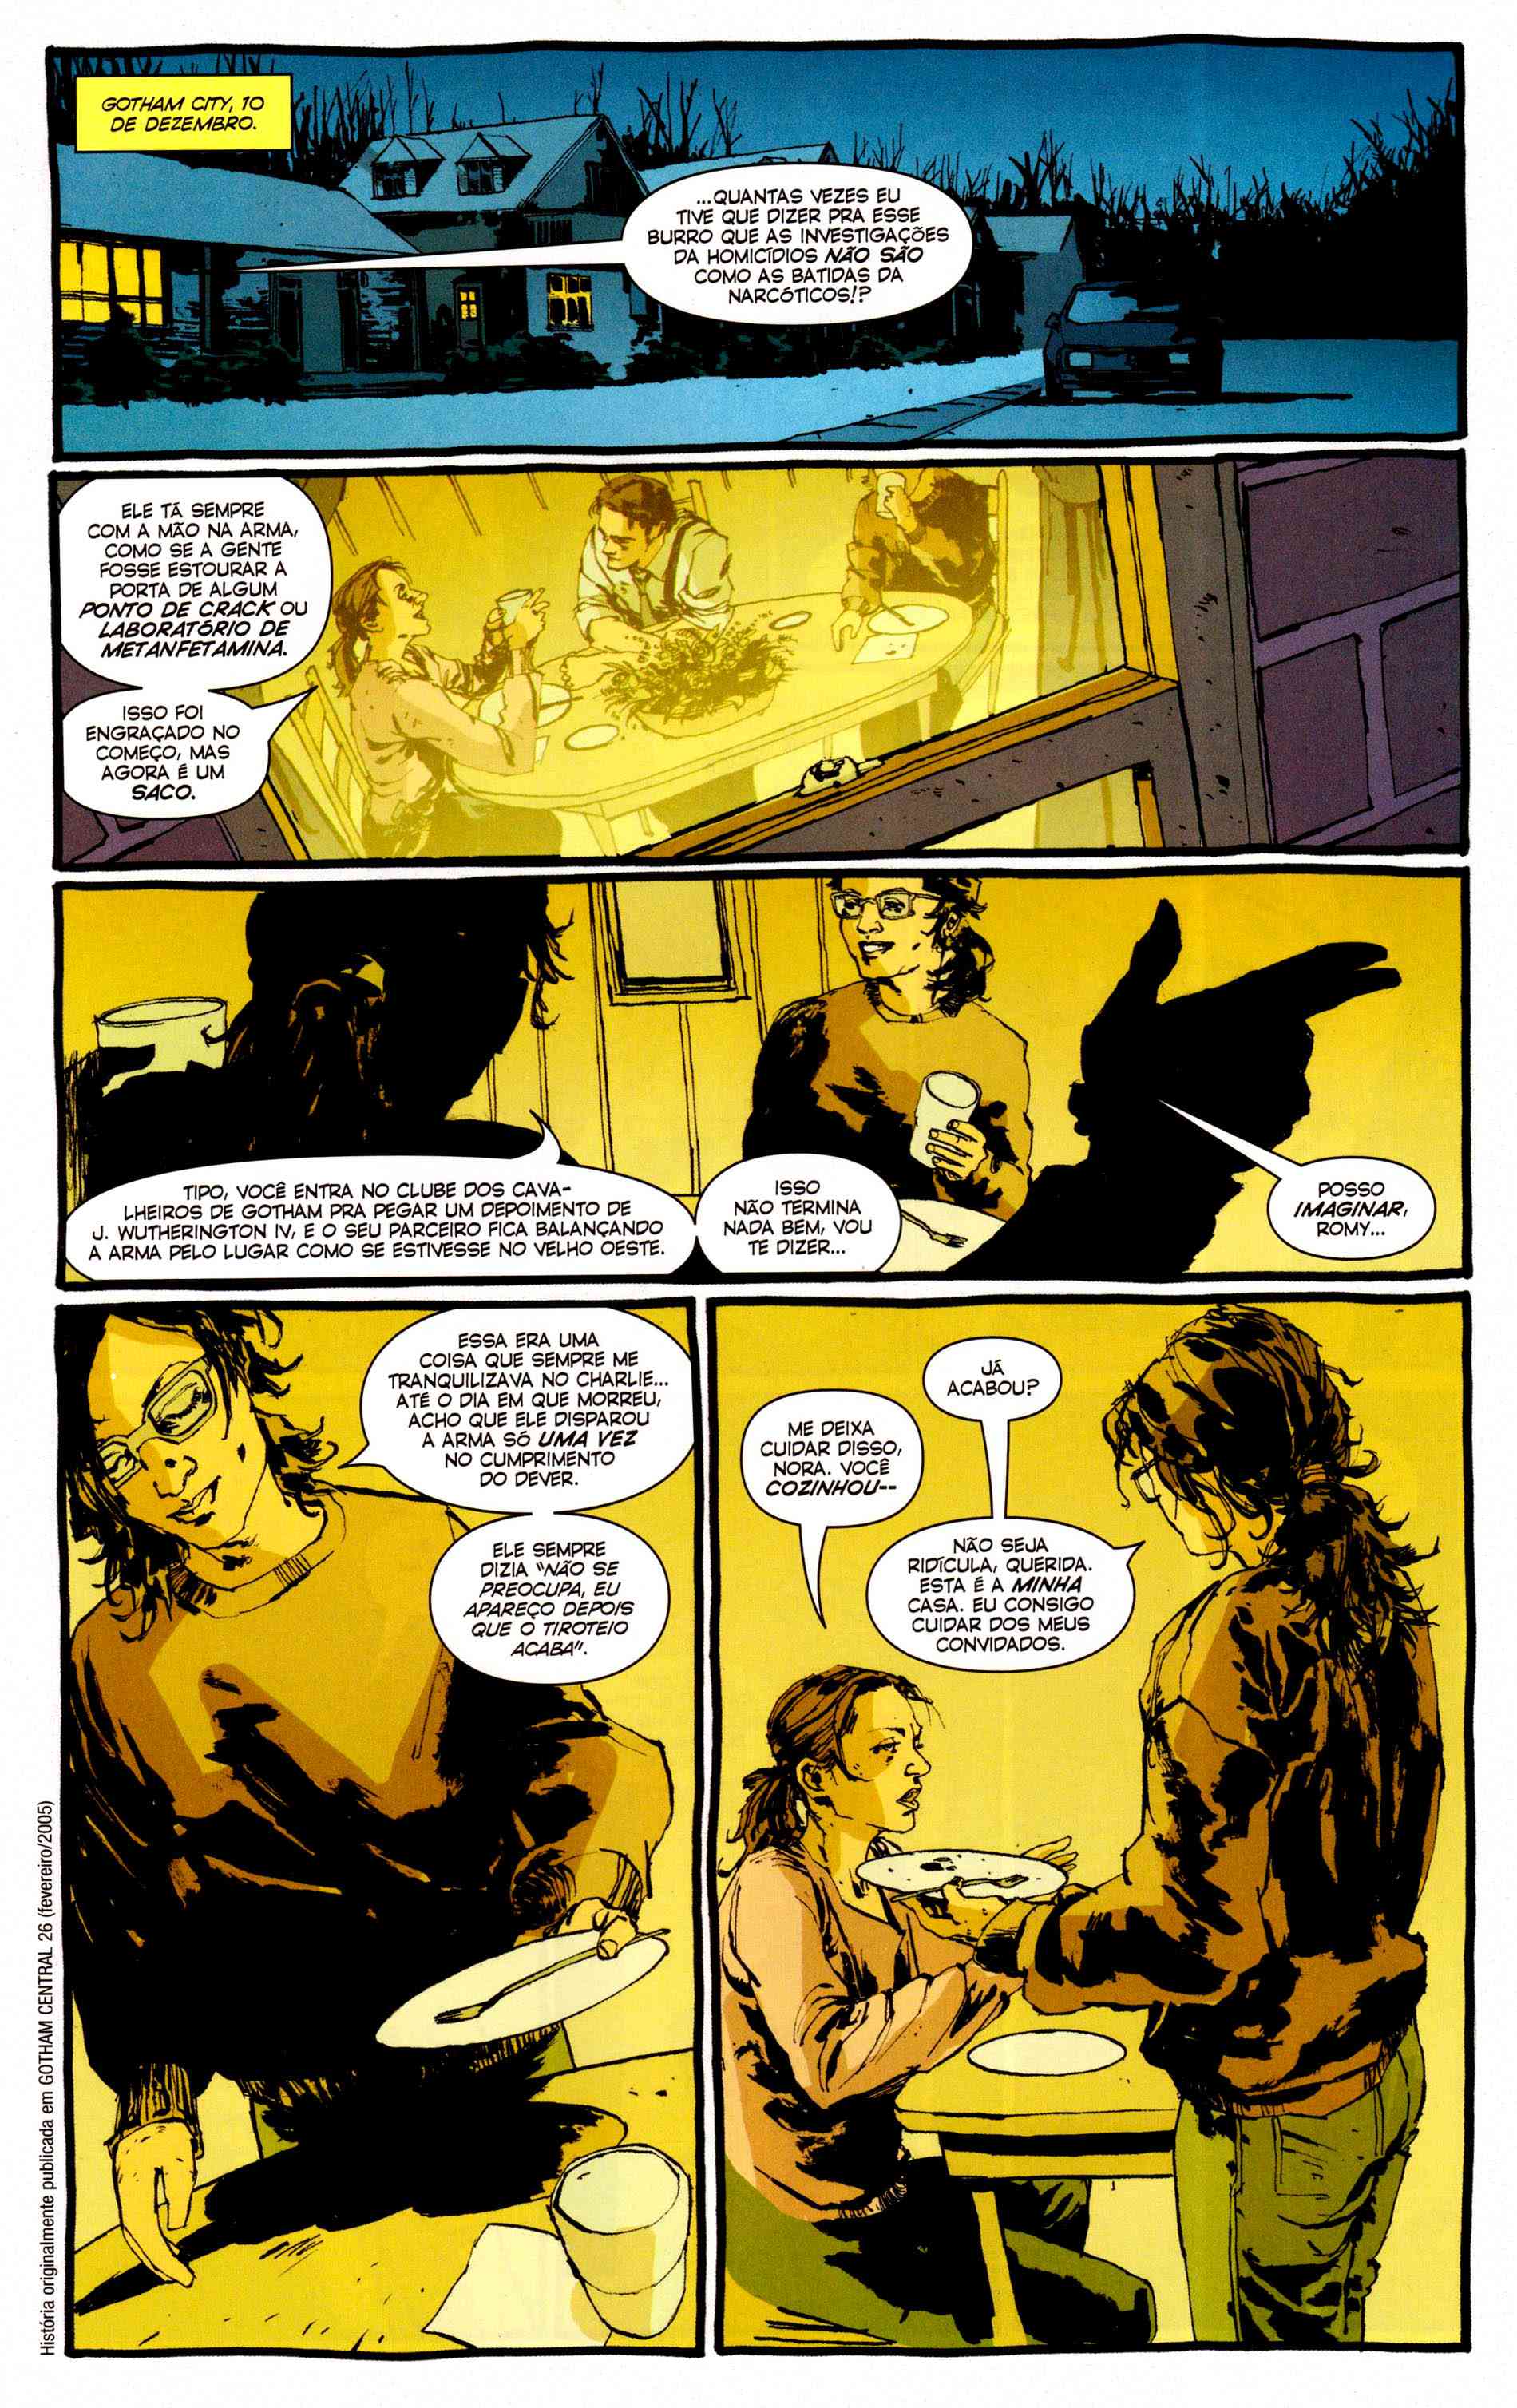 GOTHAM CITY, 10
DE DEZEMBRO.
...QUANTAS VEZES EU
TIVE QUE DIZER PRA ESSE
BURRO QUE AS INVESTIGAÇÕES
DA HOMICÍDIOS NÃO SÃO
COMO AS BATIDAS DA
NARCÓTICOS!?
ELE TÁ SEMPRE
COM A MÃO NA ARMA,
COMO SE A GENTE
FOSSE ESTOURAR A
PORTA DE ALGUM
PONTO DE CRACK OU
LABORATÓRIO DE
METANFETAMINA.
ISSO FOI
ENGRAÇADO NO
COMEÇO, MAS
AGORA É UM
SACO.
TIPO, VOCÊ ENTRA NO CLUBE DOS CAVA-
LHEIROS DE GOTHAM PRA PEGAR UM DEPOIMENTO DE
J. WUTHERINGTON IV, E O SEU PARCEIRO FICA BALANÇANDO
A ARMA PELO LUGAR COMO SE ESTIVESSE NO VELHO OESTE.
ISSO
NÃO TERMINA
NADA BEM, VOU
TE DIZER...
POSSO
IMAGINAR,
ROMY...
ESSA ERA UMA
COISA QUE SEMPRE ME
TRANQUILIZAVA NO CHARLIE...
ATÉ O DIA EM QUE MORREU,
ACHO QUE ELE DISPAROU
A ARMA SÓ UMA VEZ
NO CUMPRIMENTO
DO DEVER.
ELE SEMPRE
DIZIA "NÃO SE
PREOCUPA, EU
APAREÇO DEPOIS
QUE O TIROTEIO
ACABA".
JÁ
ACABOU?
ME DEIXA
CUIDAR DISSO,
NORA. VOCÊ
COZINHOU--
NÃO SEJA
RIDÍCULA, QUERIDA.
ESTA É A MINHA
CASA. EU CONSIGO
CUIDAR DOS MEUS
CONVIDADOS.
História originalmente publicada em GOTHAM CENTRAL 26 (fevereiro/2005)